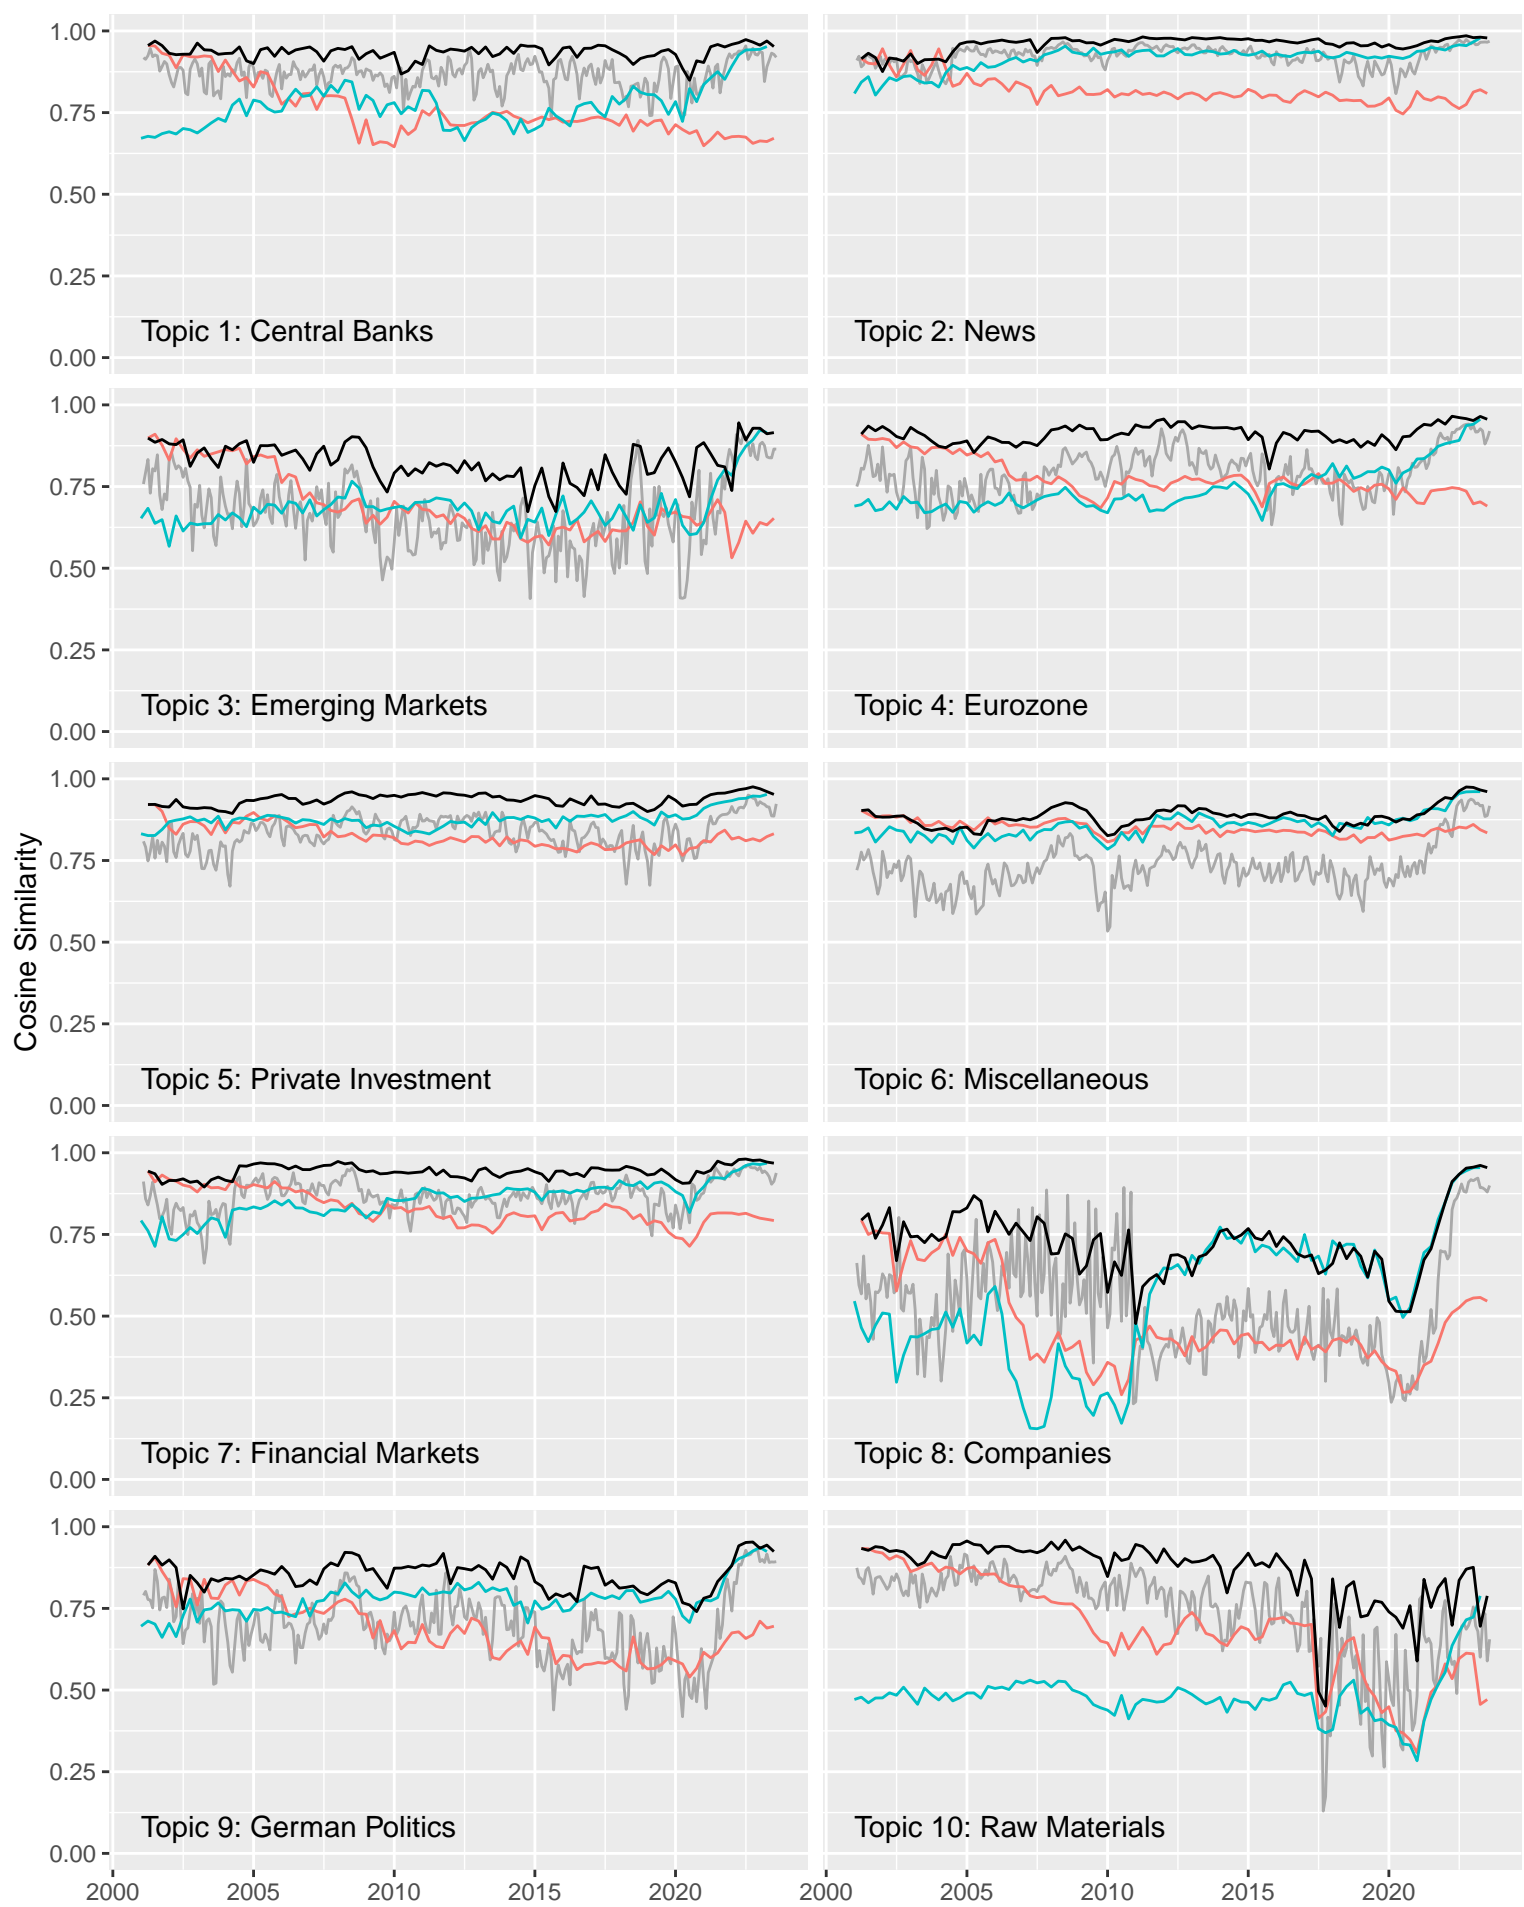 Cosine Similarity
1.00
0.75
0.50
0.25
0.00
Topic 1: Central Banks
Topic 2: News
1.00
0.75
0.50
0.25
0.00
Topic 3: Emerging Markets
Topic 4: Eurozone
1.00
0.75
0.50
0.25
0.00
Topic 5: Private Investment
Topic 6: Miscellaneous
1.00
0.75
0.50
0.25
0.00
Topic 7: Financial Markets
Topic 8: Companies
1.00
0.75
0.50
0.25
0.00
Topic 9: German Politics
Topic 10: Raw Materials
2000 2005 2010 2015 2020
2000 2005 2010 2015 2020